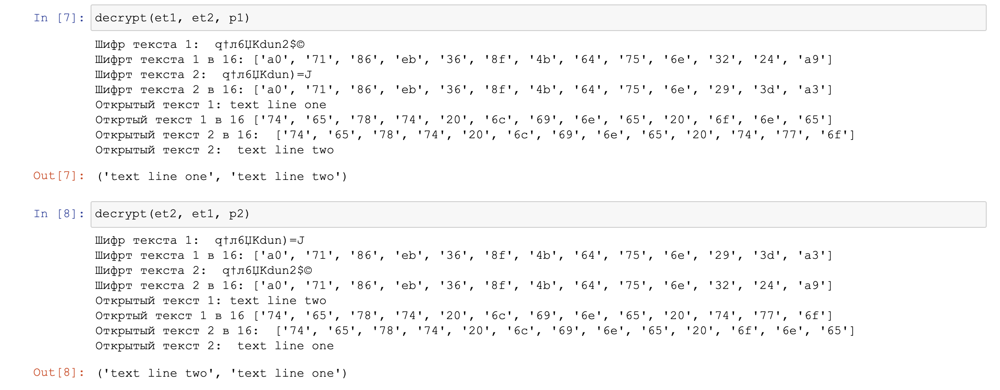 In [7]: decrypt(et1, et2, p1)
Шифр текста 1:  q†л6ЏKdun2$©
Шифрт текста 1 в 16: ['a0', '71', '86', 'eb', '36', '8f', '4b', '64', '75', '6e', '32', '24', 'a9']
Шифрт текста 2:  q†л6ЏKdun)=Ј
Шифрт текста 2 в 16: ['a0', '71', '86', 'eb', '36', '8f', '4b', '64', '75', '6e', '29', '3d', 'a3']
Открытый текст 1: text line one
Откртый текст 1 в 16 ['74', '65', '78', '74', '20', '6c', '69', '6e', '65', '20', '6f', '6e', '65']
Открытый текст 2 в 16:  ['74', '65', '78', '74', '20', '6c', '69', '6e', '65', '20', '74', '77', '6f']
Открытый текст 2:  text line two
Out[7]: ('text line one', 'text line two')
In [8]: decrypt(et2, et1, p2)
Шифр текста 1:  q†л6ЏKdun)=Ј
Шифрт текста 1 в 16: ['a0', '71', '86', 'eb', '36', '8f', '4b', '64', '75', '6e', '29', '3d', 'a3']
Шифрт текста 2:  q†л6ЏKdun2$©
Шифрт текста 2 в 16: ['a0', '71', '86', 'eb', '36', '8f', '4b', '64', '75', '6e', '32', '24', 'a9']
Открытый текст 1: text line two
Откртый текст 1 в 16 ['74', '65', '78', '74', '20', '6c', '69', '6e', '65', '20', '74', '77', '6f']
Открытый текст 2 в 16:  ['74', '65', '78', '74', '20', '6c', '69', '6e', '65', '20', '6f', '6e', '65']
Открытый текст 2:  text line one
Out[8]: ('text line two', 'text line one')